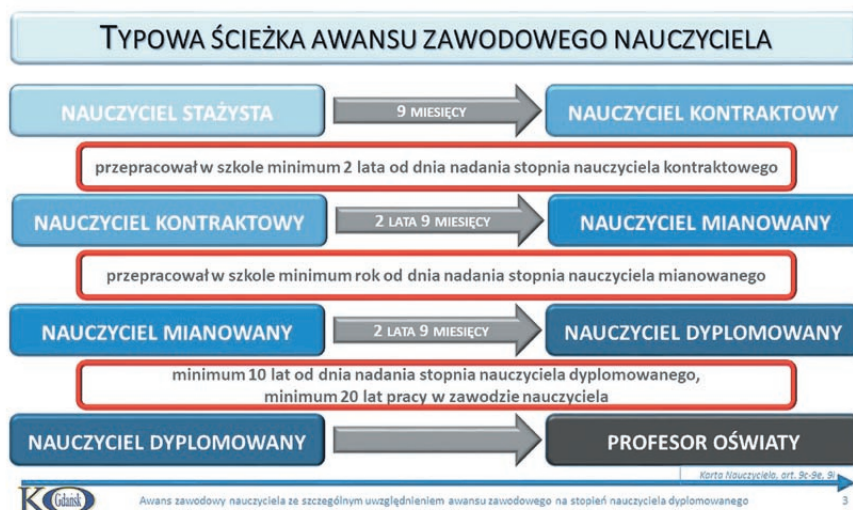 TYPOWA ŚCIEŻKA AWANSU ZAWODOWEGO NAUCZYCIELA
NAUCZYCIEL STAŻYSTA
9 MIESIĘCY
NAUCZYCIEL KONTRAKTOWY
przepracował w szkole minimum 2 lata od dnia nadania stopnia nauczyciela kontraktowego
NAUCZYCIEL KONTRAKTOWY
2 LATA 9 MIESIĘCY
NAUCZYCIEL MIANOWANY
przepracował w szkole minimum rok od dnia nadania stopnia nauczyciela mianowanego
NAUCZYCIEL MIANOWANY
2 LATA 9 MIESIĘCY
NAUCZYCIEL DYPLOMOWANY
minimum 10 lat od dnia nadania stopnia nauczyciela dyplomowanego,
minimum 20 lat pracy w zawodzie nauczyciela
NAUCZYCIEL DYPLOMOWANY
PROFESOR OŚWIATY
Karta Nauczyciela, art. 9c-9e, 9i
KO Gdańsk
Awans zawodowy nauczyciela ze szczególnym uwzględnieniem awansu zawodowego na stopień nauczyciela dyplomowanego
3